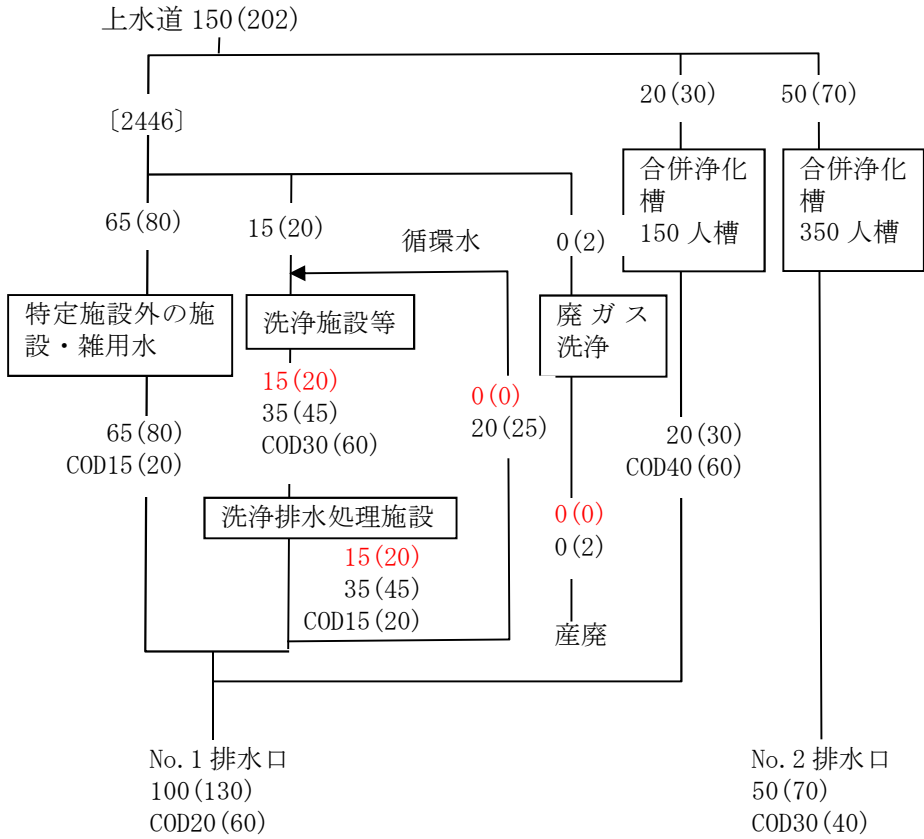 上水道 150(202)
20(30)
50(70)
〔2446〕
合併浄化
槽
150 人槽
合併浄化
槽
350 人槽
65(80)
15(20)
循環水
0(2)
特定施設外の施
設・雑用水
洗浄施設等
廃ガス
洗浄
15(20)
35(45)
COD30(60)
0(0)
20(25)
65(80)
COD15(20)
20(30)
COD40(60)
洗浄排水処理施設
0(0)
0(2)
15(20)
35(45)
COD15(20)
産廃
No.1 排水口
100(130)
COD20(60)
No.2 排水口
50(70)
COD30(40)